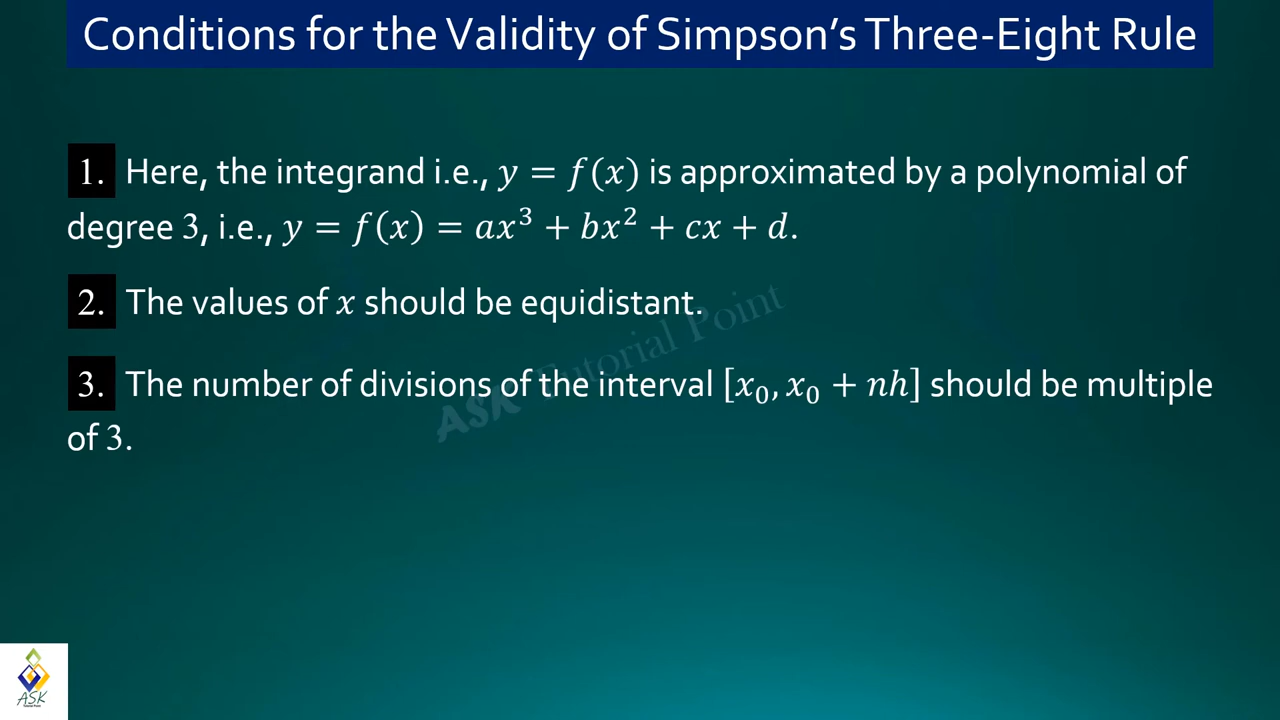 Conditions for the Validity of Simpson's Three-Eight Rule
1. Here, the integrand i.e., y = f(x) is approximated by a polynomial of
degree 3, i.e., y = f(x) = ax³ + bx² + cx + d.
2. The values of x should be equidistant.
ASK Tutorial Point
3. The number of divisions of the interval [x₀, x₀ + nh] should be multiple
of 3.
ASK
Tutorial Point